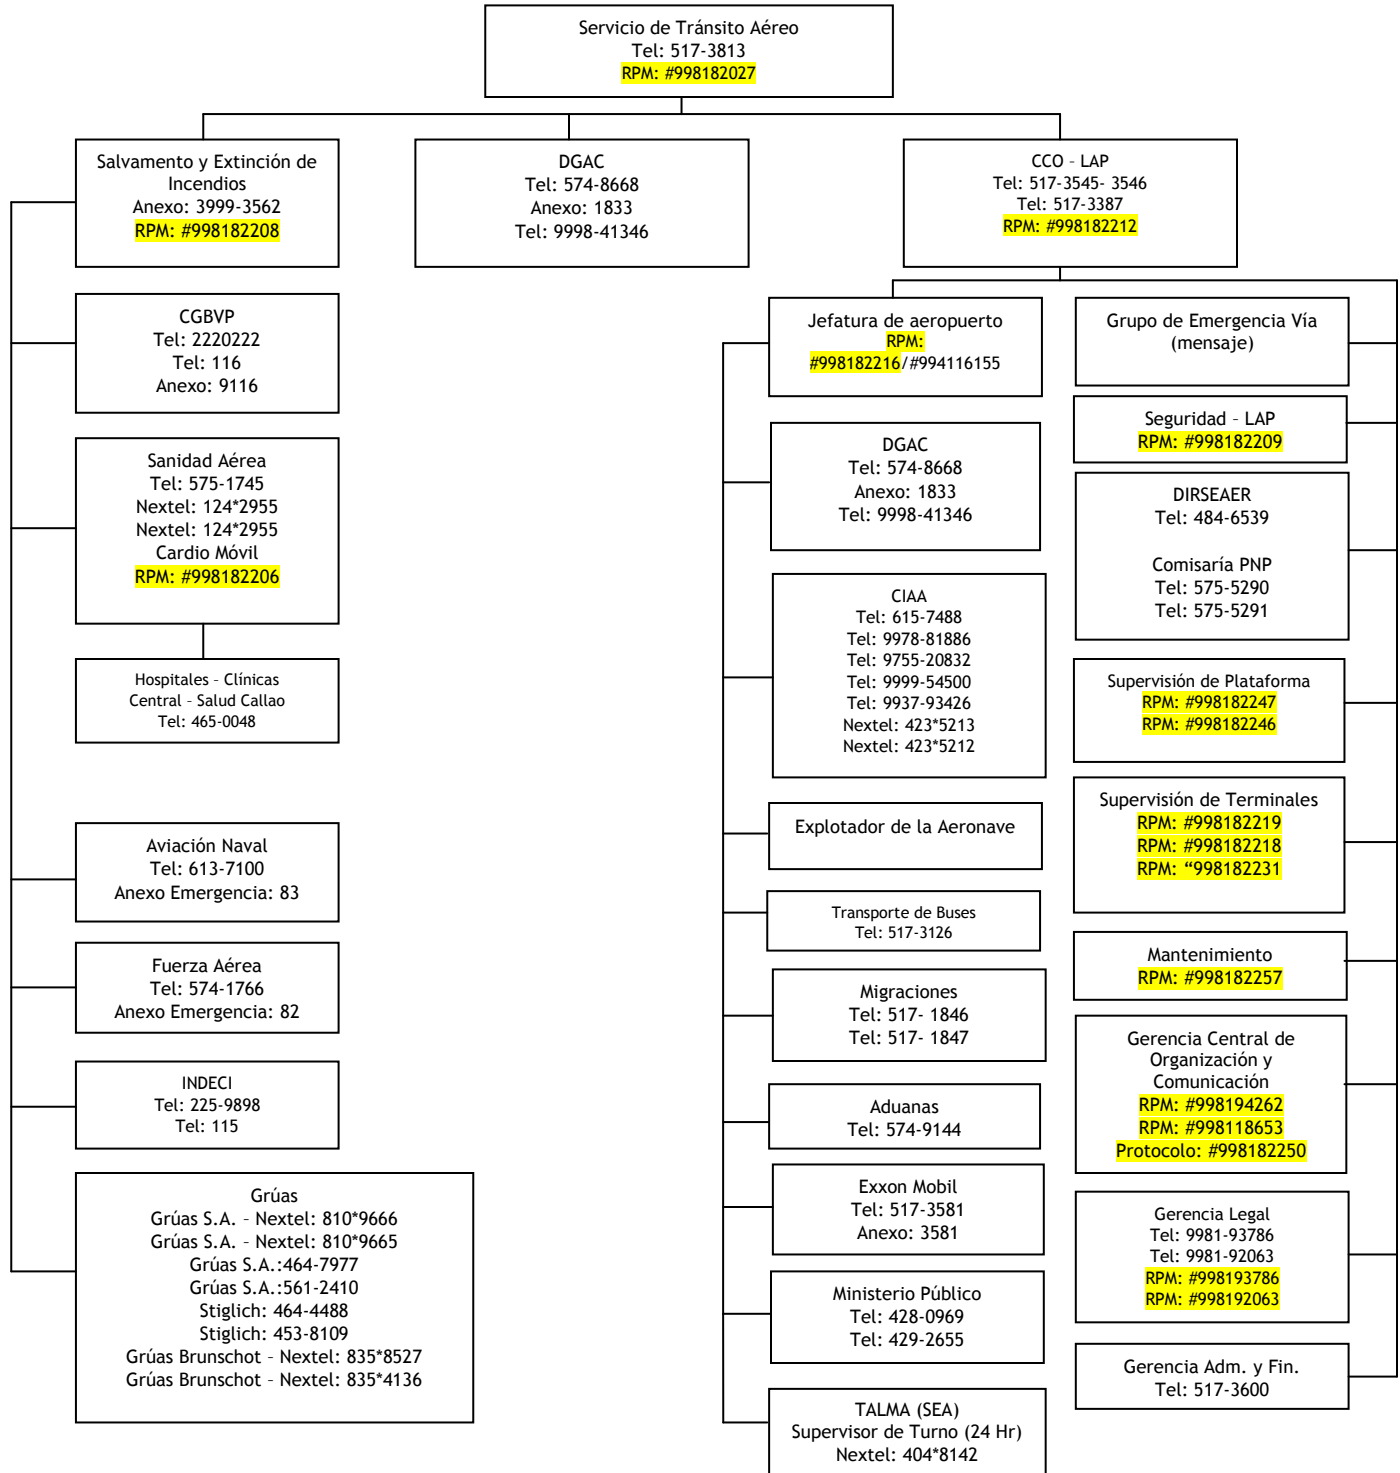 Servicio de Tránsito Aéreo
Tel: 517-3813
RPM: #998182027
Salvamento y Extinción de
Incendios
Anexo: 3999-3562
RPM: #998182208
DGAC
Tel: 574-8668
Anexo: 1833
Tel: 9998-41346
CCO - LAP
Tel: 517-3545- 3546
Tel: 517-3387
RPM: #998182212
CGBVP
Tel: 2220222
Tel: 116
Anexo: 9116
Sanidad Aérea
Tel: 575-1745
Nextel: 124*2955
Nextel: 124*2955
Cardio Móvil
RPM: #998182206
Hospitales - Clínicas
Central - Salud Callao
Tel: 465-0048
Aviación Naval
Tel: 613-7100
Anexo Emergencia: 83
Fuerza Aérea
Tel: 574-1766
Anexo Emergencia: 82
INDECI
Tel: 225-9898
Tel: 115
Grúas
Grúas S.A. - Nextel: 810*9666
Grúas S.A. - Nextel: 810*9665
Grúas S.A.:464-7977
Grúas S.A.:561-2410
Stiglich: 464-4488
Stiglich: 453-8109
Grúas Brunschot - Nextel: 835*8527
Grúas Brunschot - Nextel: 835*4136
Jefatura de aeropuerto
RPM:
#998182216/#994116155
DGAC
Tel: 574-8668
Anexo: 1833
Tel: 9998-41346
CIAA
Tel: 615-7488
Tel: 9978-81886
Tel: 9755-20832
Tel: 9999-54500
Tel: 9937-93426
Nextel: 423*5213
Nextel: 423*5212
Explotador de la Aeronave
Transporte de Buses
Tel: 517-3126
Migraciones
Tel: 517- 1846
Tel: 517- 1847
Aduanas
Tel: 574-9144
Exxon Mobil
Tel: 517-3581
Anexo: 3581
Ministerio Público
Tel: 428-0969
Tel: 429-2655
TALMA (SEA)
Supervisor de Turno (24 Hr)
Nextel: 404*8142
Grupo de Emergencia Vía
(mensaje)
Seguridad - LAP
RPM: #998182209
DIRSEAER
Tel: 484-6539
Comisaría PNP
Tel: 575-5290
Tel: 575-5291
Supervisión de Plataforma
RPM: #998182247
RPM: #998182246
Supervisión de Terminales
RPM: #998182219
RPM: #998182218
RPM: “998182231
Mantenimiento
RPM: #998182257
Gerencia Central de
Organización y
Comunicación
RPM: #998194262
RPM: #998118653
Protocolo: #998182250
Gerencia Legal
Tel: 9981-93786
Tel: 9981-92063
RPM: #998193786
RPM: #998192063
Gerencia Adm. y Fin.
Tel: 517-3600